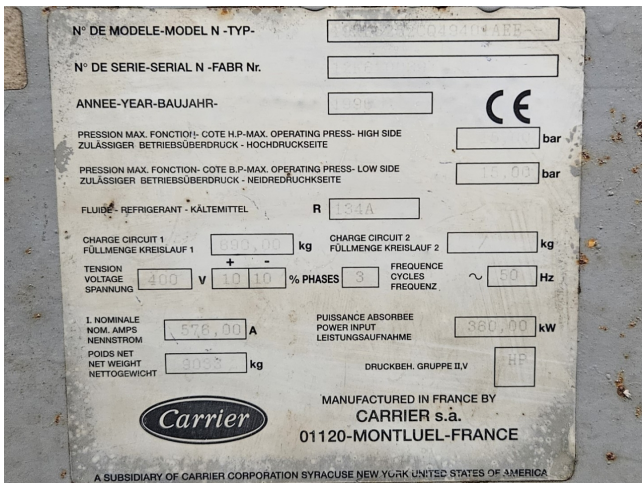 N° DE MODELE-MODEL N -TYP-
N° DE SERIE-SERIAL N -FABR Nr.
ANNEE-YEAR-BAUJAHR-
CE
PRESSION MAX. FONCTION- COTE H.P-MAX. OPERATING PRESS- HIGH SIDE
ZULÄSSIGER BETRIEBSÜBERDRUCK - HOCHDRUCKSEITE
bar
PRESSION MAX. FONCTION- COTE B.P-MAX. OPERATING PRESS- LOW SIDE
ZULÄSSIGER BETRIEBSÜBERDRUCK - NEIDREDRUCHKSEITE
15.00 bar
FLUIDE - REFRIGERANT - KÄLTEMITTEL R 134A
CHARGE CIRCUIT 1
FÜLLMENGE KREISLAUF 1
kg
CHARGE CIRCUIT 2
FÜLLMENGE KREISLAUF 2
/ kg
TENSION
VOLTAGE
SPANNUNG
400 V
+ -
10 10 % PHASES 3
FREQUENCE
CYCLES
FREQUENZ
~ 50 Hz
I. NOMINALE
NOM. AMPS
NENNSTROM
578,00 A
PUISSANCE ABSORBEE
POWER INPUT
LEISTUNGSAUFNAHME
360,00 kW
POIDS NET
NET WEIGHT
NETTOGEWICHT
kg
DRUCKBEH. GRUPPE II,V
HP
Carrier
MANUFACTURED IN FRANCE BY
CARRIER s.a.
01120-MONTLUEL-FRANCE
A SUBSIDIARY OF CARRIER CORPORATION SYRACUSE NEW YORK UNITED STATES OF AMERICA